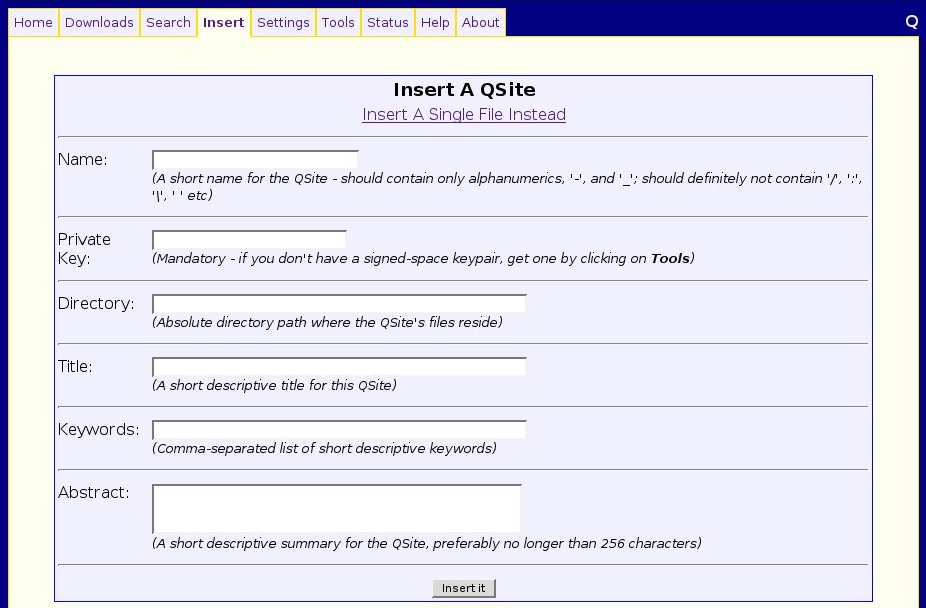 Home Downloads Search Insert Settings Tools Status Help About Q
Insert A QSite
Insert A Single File Instead
Name:
(A short name for the QSite - should contain only alphanumerics, '-', and '_'; should definitely not contain '/', ':',
'\', ' ' etc)
Private
Key:
(Mandatory - if you don't have a signed-space keypair, get one by clicking on Tools)
Directory:
(Absolute directory path where the QSite's files reside)
Title:
(A short descriptive title for this QSite)
Keywords:
(Comma-separated list of short descriptive keywords)
Abstract:
(A short descriptive summary for the QSite, preferably no longer than 256 characters)
Insert it